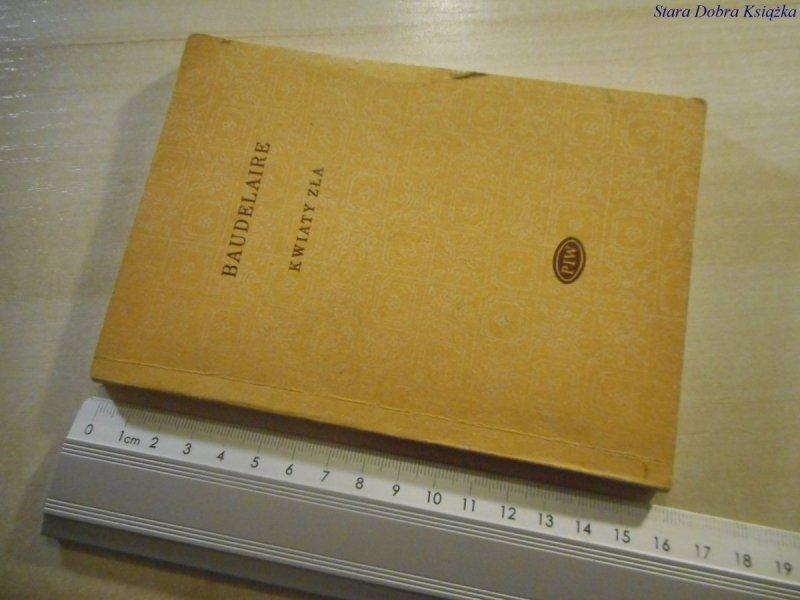 Stara Dobra Książka
BAUDELAIRE
KWIATY ZŁA
PIW
0 1cm 2 3 4 5 6 7 8 9 10 11 12 13 14 15 16 17 18 19